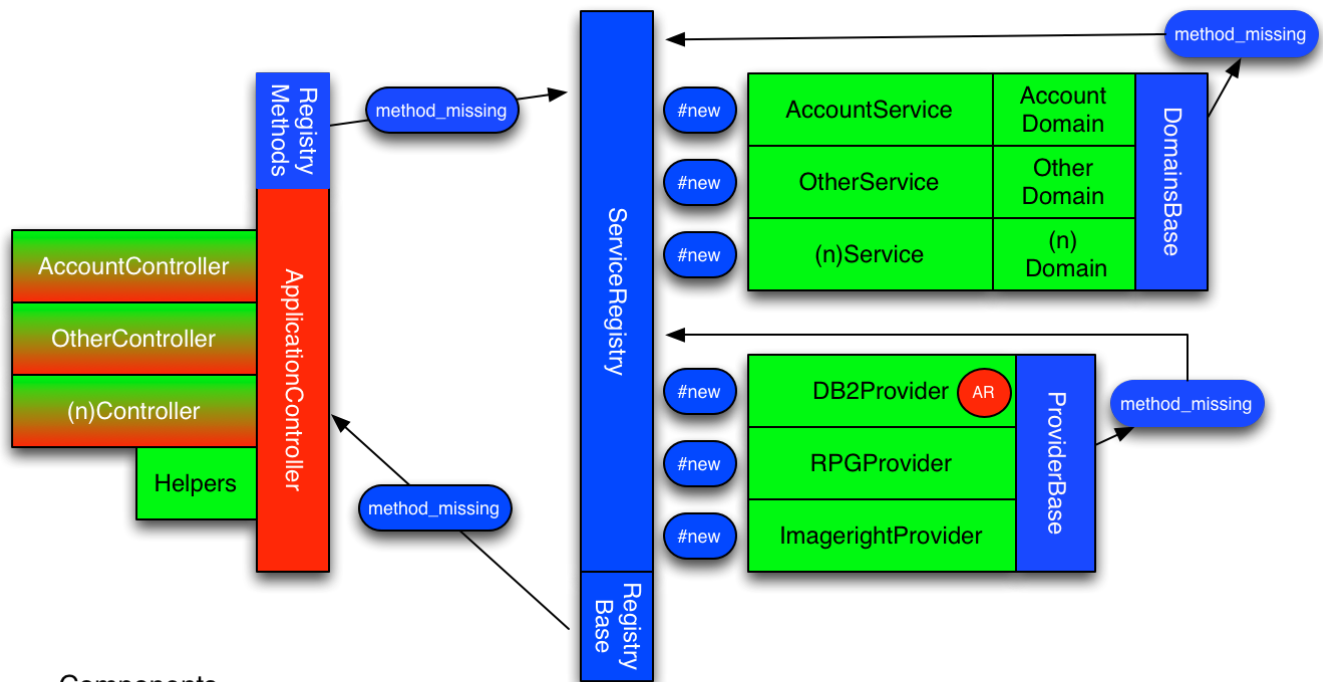 method_missing
Registry
Methods
method_missing
#new
AccountService
Account
Domain
DomainsBase
#new
OtherService
Other
Domain
ServiceRegistry
#new
(n)Service
(n)
Domain
AccountController
ApplicationController
OtherController
(n)Controller
Helpers
method_missing
#new
DB2Provider
AR
ProviderBase
method_missing
#new
RPGProvider
#new
ImagerightProvider
Registry
Base
Components